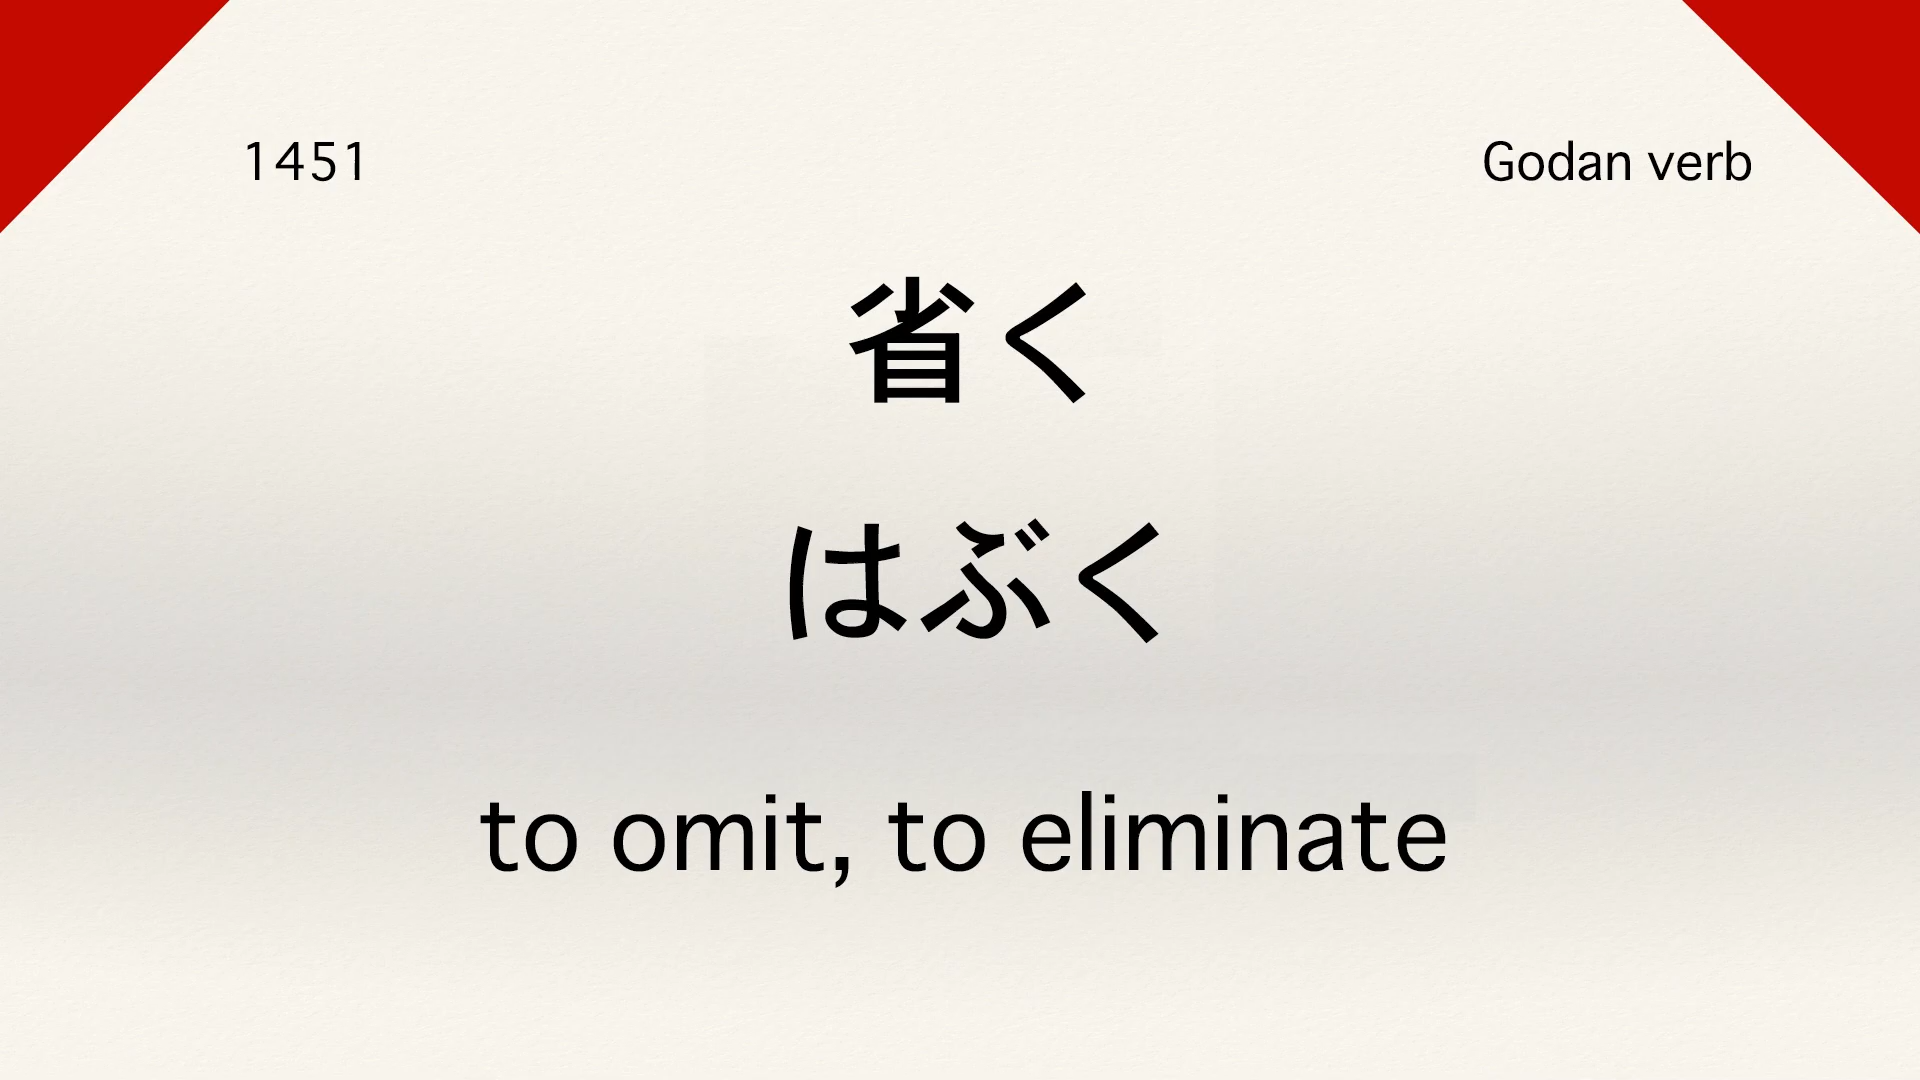 1451
Godan verb
省く
はぶく
to omit, to eliminate